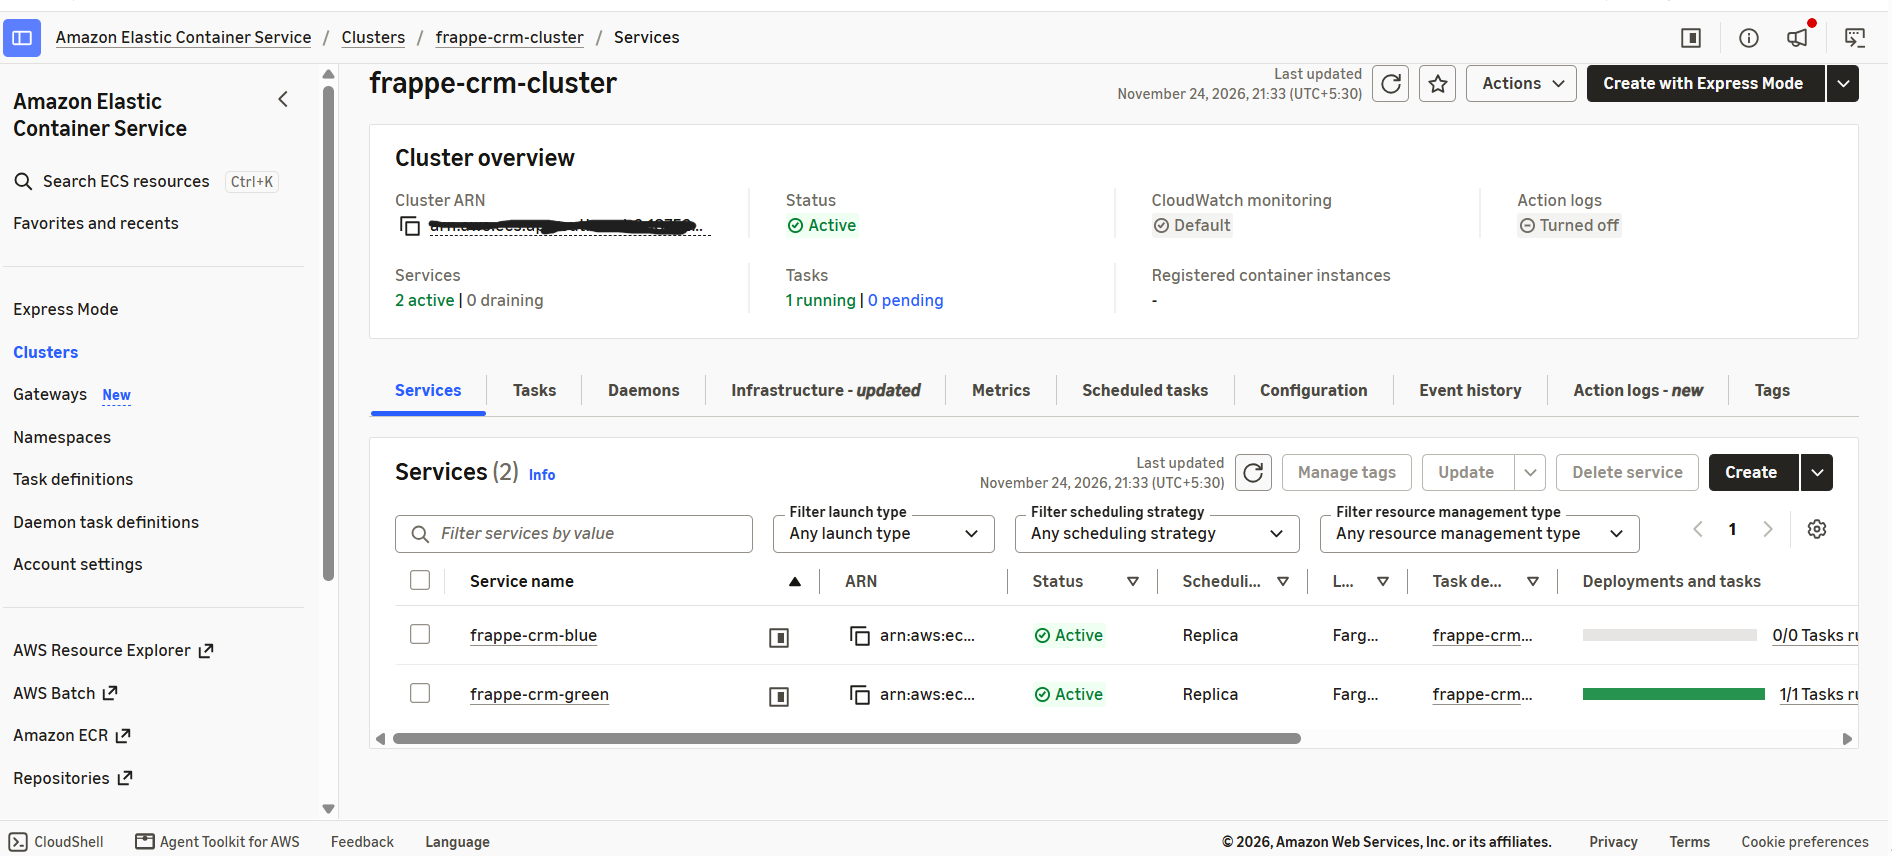 Amazon Elastic Container Service / Clusters / frappe-crm-cluster / Services
Amazon Elastic
Container Service
Search ECS resources Ctrl+K
Favorites and recents
Express Mode
Clusters
Gateways New
Namespaces
Task definitions
Daemon task definitions
Account settings
AWS Resource Explorer
AWS Batch
Amazon ECR
Repositories
frappe-crm-cluster
Last updated
November 24, 2026, 21:33 (UTC+5:30)
Actions
Create with Express Mode
Cluster overview
Cluster ARN
Status
Active
CloudWatch monitoring
Default
Action logs
Turned off
Services
2 active | 0 draining
Tasks
1 running | 0 pending
Registered container instances
-
Services Tasks Daemons Infrastructure - updated Metrics Scheduled tasks Configuration Event history Action logs - new Tags
Services (2) Info
Last updated
November 24, 2026, 21:33 (UTC+5:30)
Manage tags Update Delete service Create
Filter services by value
Filter launch type
Any launch type
Filter scheduling strategy
Any scheduling strategy
Filter resource management type
Any resource management type
1
Service name ARN Status Scheduli... L... Task de... Deployments and tasks
frappe-crm-blue arn:aws:ec... Active Replica Farg... frappe-crm... 0/0 Tasks ru
frappe-crm-green arn:aws:ec... Active Replica Farg... frappe-crm... 1/1 Tasks ru
CloudShell Agent Toolkit for AWS Feedback Language © 2026, Amazon Web Services, Inc. or its affiliates. Privacy Terms Cookie preferences